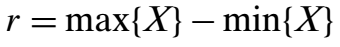 r = max{X} − min{X}